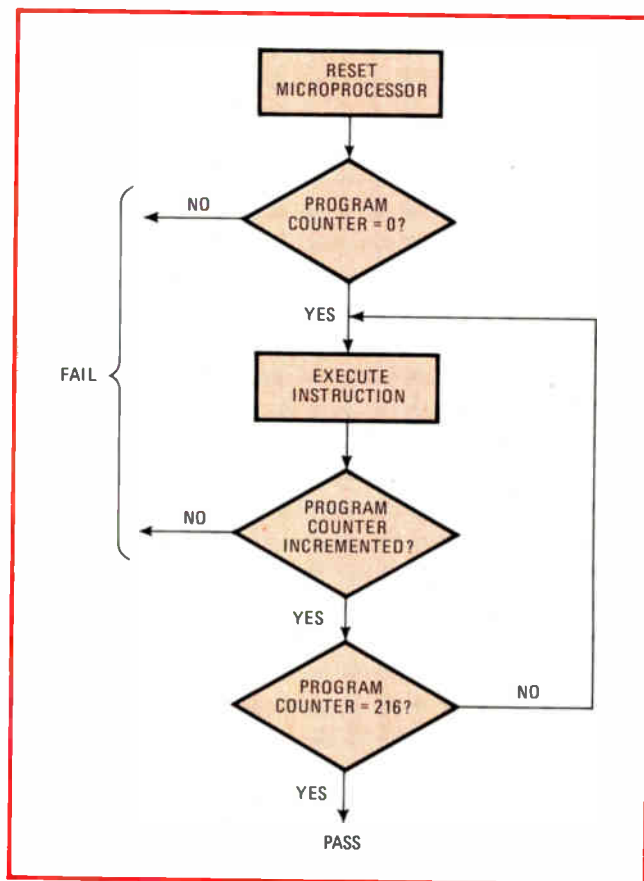 RESET
MICROPROCESSOR
PROGRAM
COUNTER = 0?
NO
YES
FAIL
EXECUTE
INSTRUCTION
PROGRAM
COUNTER
INCREMENTED?
NO
YES
PROGRAM
COUNTER = 216?
NO
YES
PASS